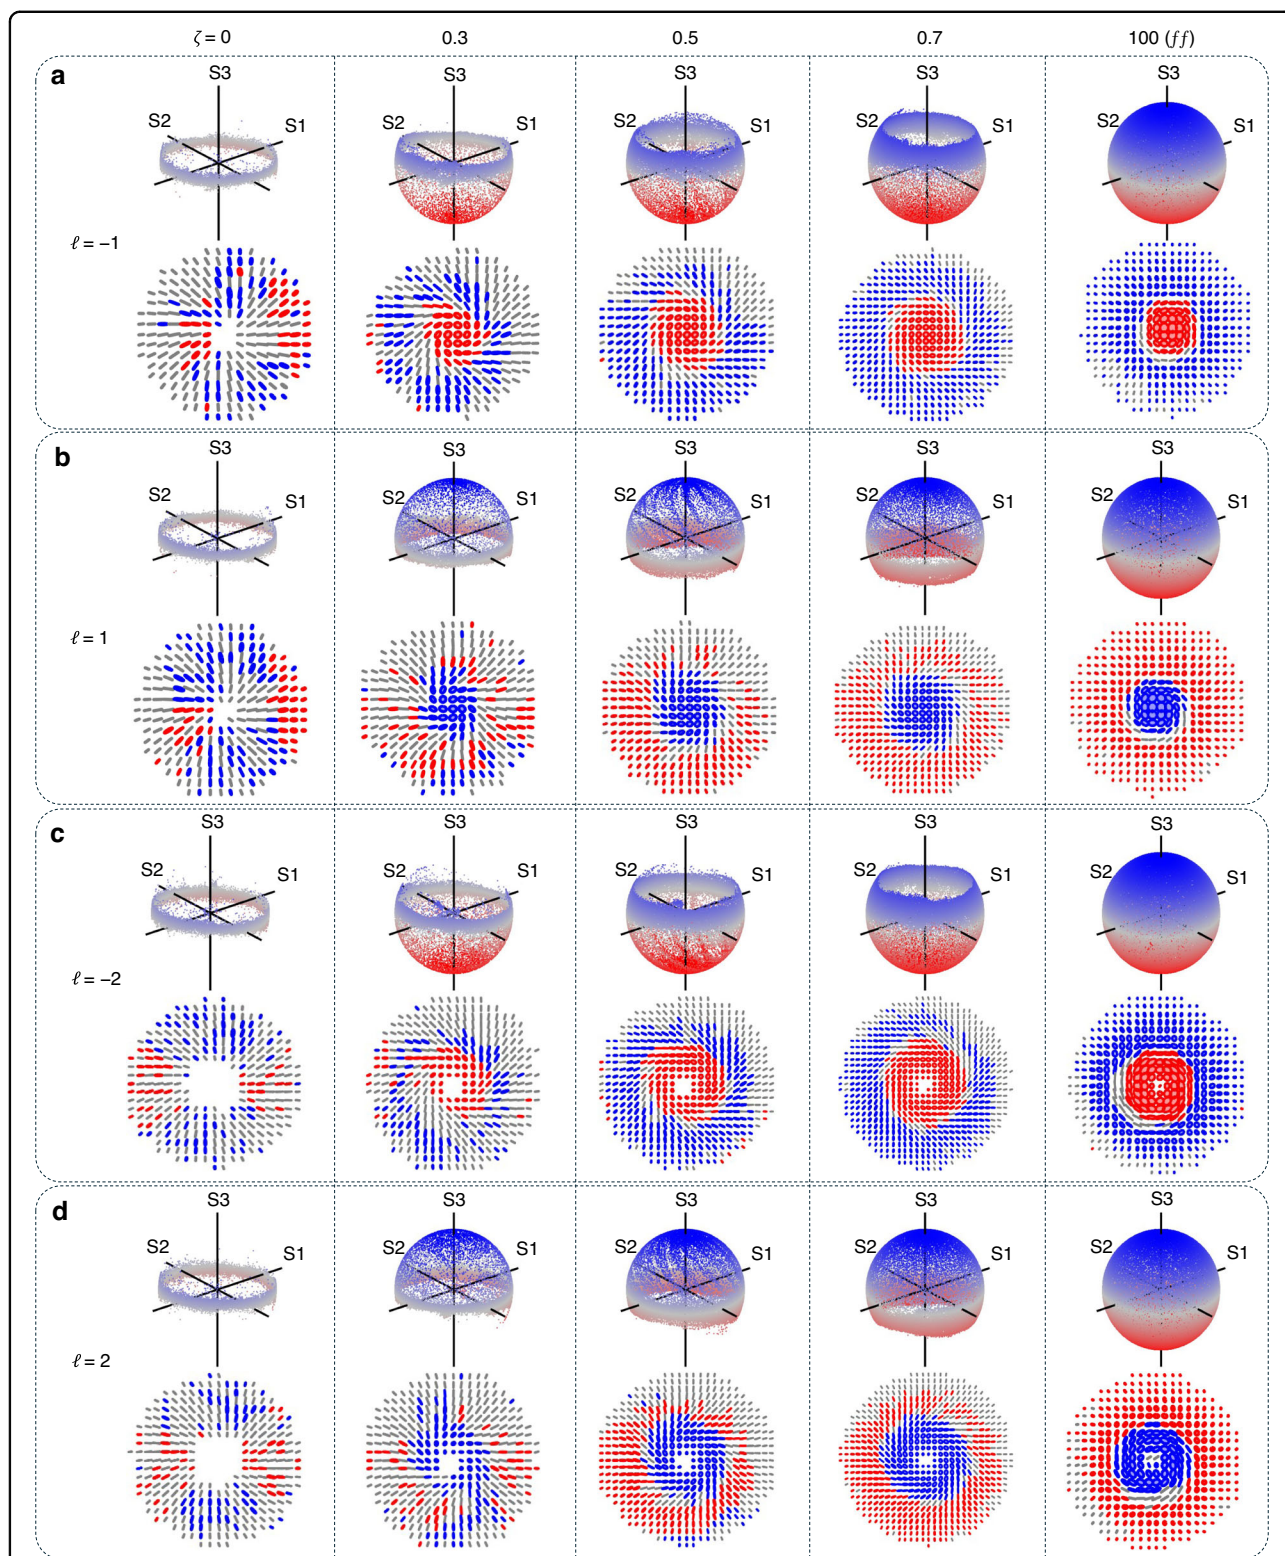 ζ = 0 0.3 0.5 0.7 100 (ff)
a
S3 S3 S3 S3 S3
S2 S1 S2 S1 S2 S1 S2 S1 S2 S1
ℓ = −1
b
S3 S3 S3 S3 S3
S2 S1 S2 S1 S2 S1 S2 S1 S2 S1
ℓ = 1
c
S3 S3 S3 S3 S3
S2 S1 S2 S1 S2 S1 S2 S1 S2 S1
ℓ = −2
d
S3 S3 S3 S3 S3
S2 S1 S2 S1 S2 S1 S2 S1 S2 S1
ℓ = 2